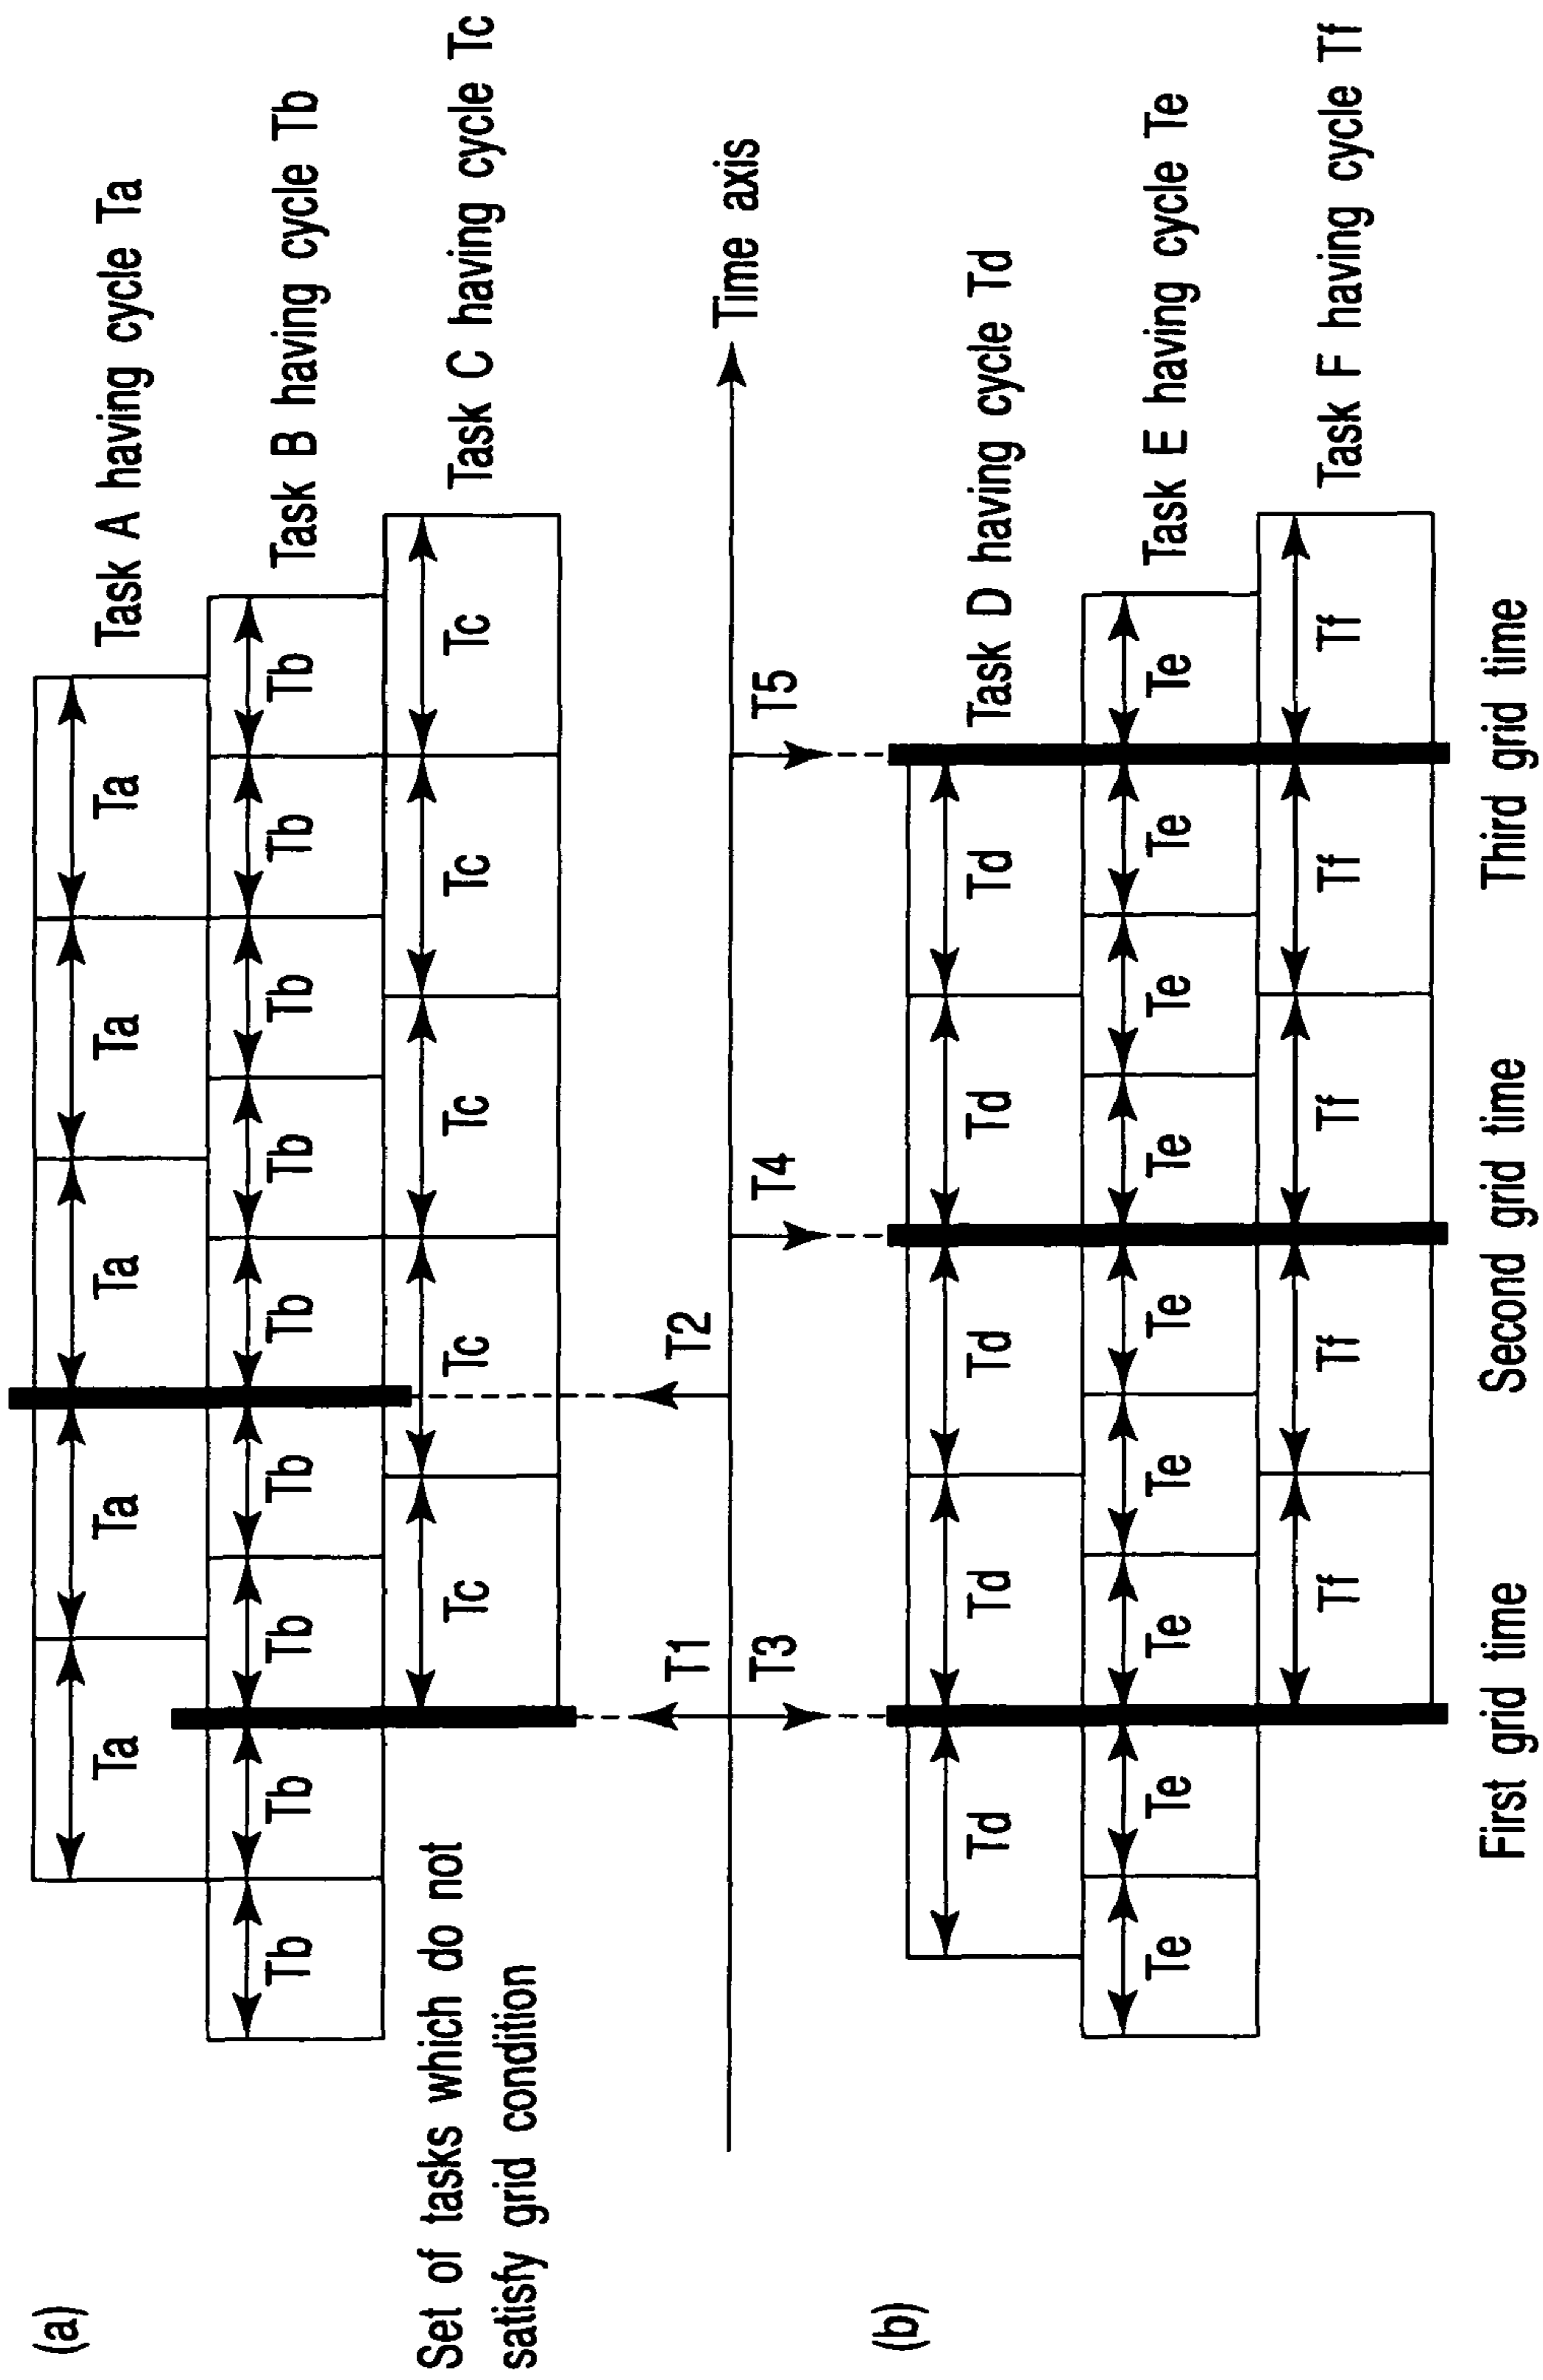 (a)
Ta Ta Ta Ta Ta
Task A having cycle Ta
Tb Tb Tb Tb Tb Tb Tb Tb Tb
Task B having cycle Tb
Set of tasks which do not
satisfy grid condition
Tc Tc Tc Tc Tc
Task C having cycle Tc
T1 T2
Time axis
T3 T4 T5
(b)
Td Td Td Td Td
Task D having cycle Td
Te Te Te Te Te Te Te Te Te
Task E having cycle Te
Tf Tf Tf Tf Tf
Task F having cycle Tf
First grid time
Second grid time
Third grid time